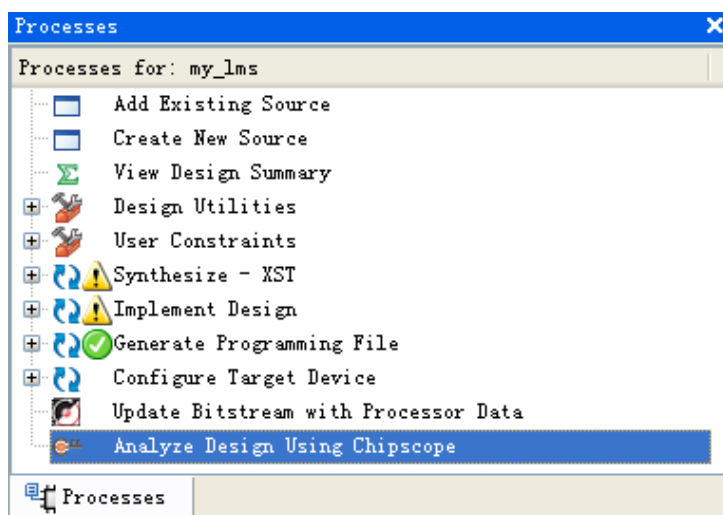 Processes
Processes for: my_lms
Add Existing Source
Create New Source
View Design Summary
Design Utilities
User Constraints
Synthesize - XST
Implement Design
Generate Programming File
Configure Target Device
Update Bitstream with Processor Data
Analyze Design Using Chipscope
Processes